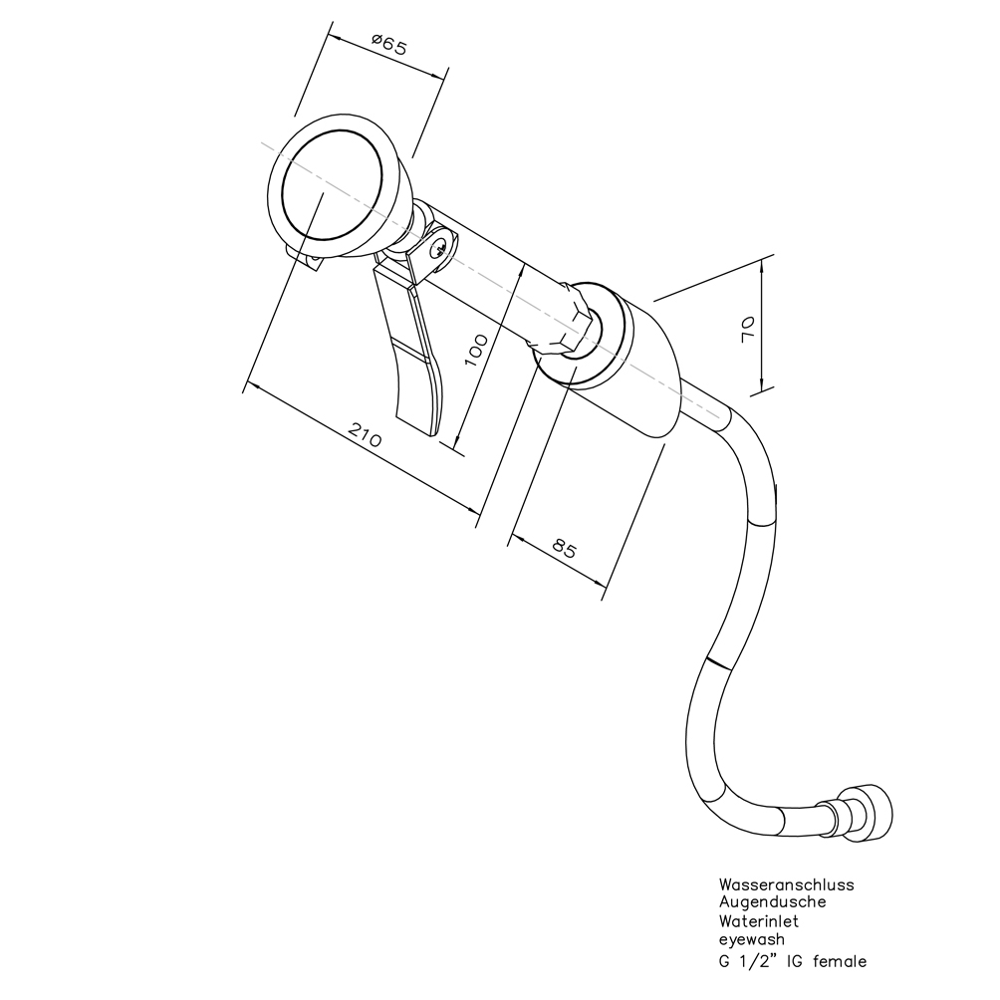 ø65
70
100
210
85
Wasseranschluss
Augendusche
Waterinlet
eyewash
G 1/2” IG female